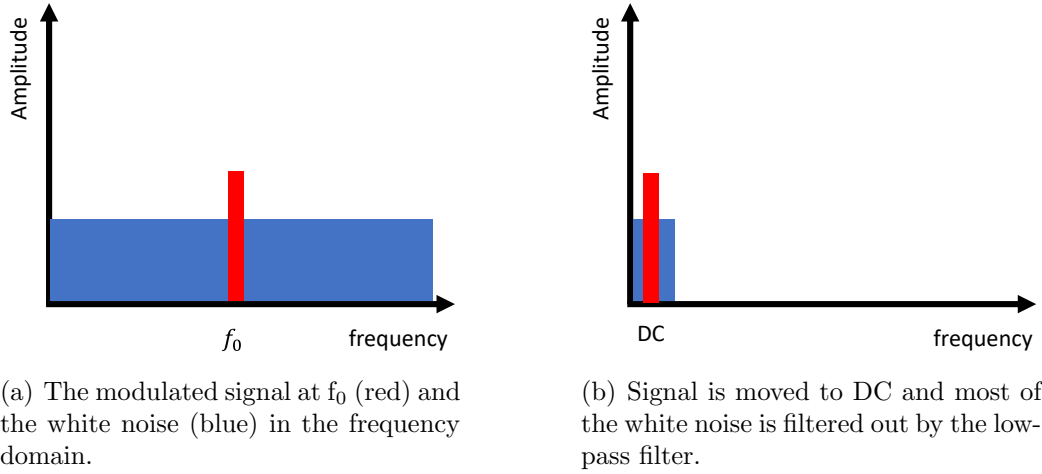 Amplitude
f₀
frequency
(a) The modulated signal at f₀ (red) and
the white noise (blue) in the frequency
domain.
Amplitude
DC
frequency
(b) Signal is moved to DC and most of
the white noise is filtered out by the low-
pass filter.